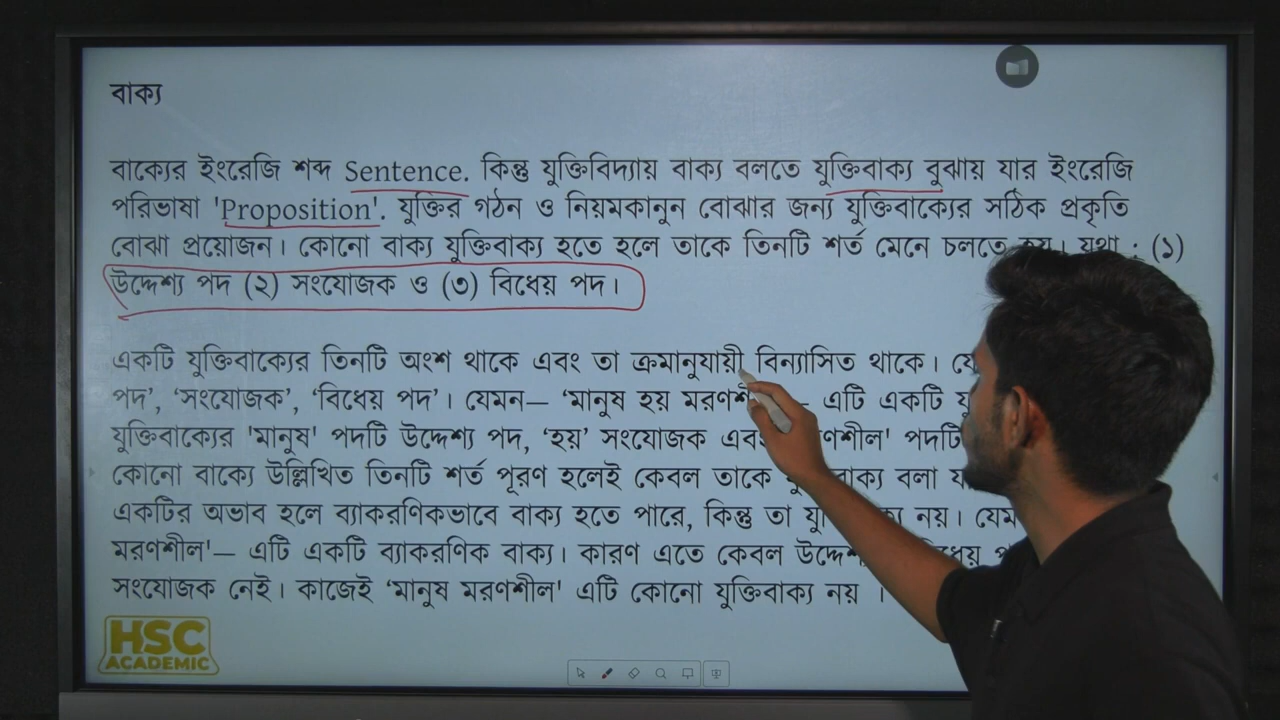 বাক্য
বাক্যের ইংরেজি শব্দ Sentence. কিন্তু যুক্তিবিদ্যায় বাক্য বলতে যুক্তিবাক্য বুঝায় যার ইংরেজি
পরিভাষা 'Proposition'. যুক্তির গঠন ও নিয়মকানুন বোঝার জন্য যুক্তিবাক্যের সঠিক প্রকৃতি
বোঝা প্রয়োজন। কোনো বাক্য যুক্তিবাক্য হতে হলে তাকে তিনটি শর্ত মেনে চলতে হয়। যথা : (১)
উদ্দেশ্য পদ (২) সংযোজক ও (৩) বিধেয় পদ।
একটি যুক্তিবাক্যের তিনটি অংশ থাকে এবং তা ক্রমানুযায়ী বিন্যাসিত থাকে।
পদ’, ‘সংযোজক’, ‘বিধেয় পদ’। যেমন— ‘মানুষ হয় – এটি একটি
যুক্তিবাক্যের 'মানুষ' পদটি উদ্দেশ্য পদ, ‘হয়’ সংযোজক পদটি
কোনো বাক্যে উল্লিখিত তিনটি শর্ত পূরণ হলেই কেবল তাকে বলা
একটির অভাব হলে ব্যাকরণিকভাবে বাক্য হতে পারে, কিন্তু তা নয়।
মরণশীল'— এটি একটি ব্যাকরণিক বাক্য। কারণ এতে কেবল
সংযোজক নেই। কাজেই ‘মানুষ মরণশীল' এটি কোনো যুক্তিবাক্য নয় ।
HSC
ACADEMIC